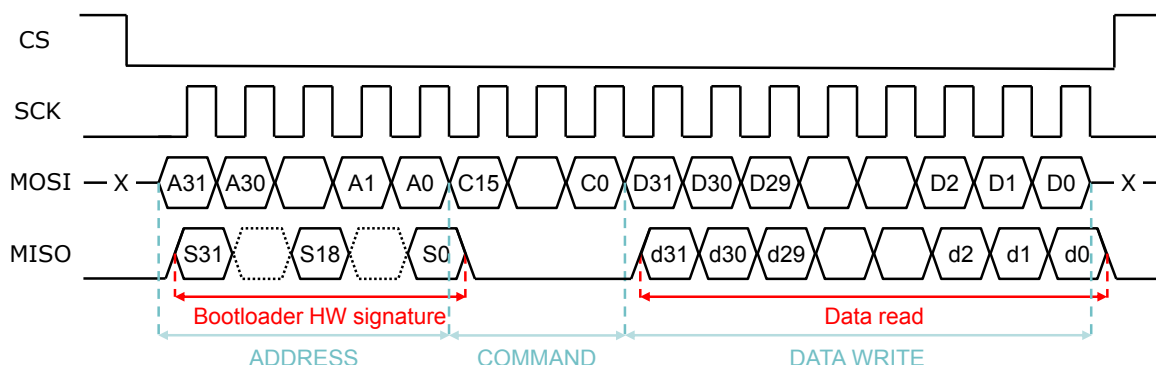 CS
SCK
MOSI X A31 A30 A1 A0 C15 C0 D31 D30 D29 D2 D1 D0 X
MISO S31 S18 S0 d31 d30 d29 d2 d1 d0
Bootloader HW signature Data read
ADDRESS COMMAND DATA WRITE